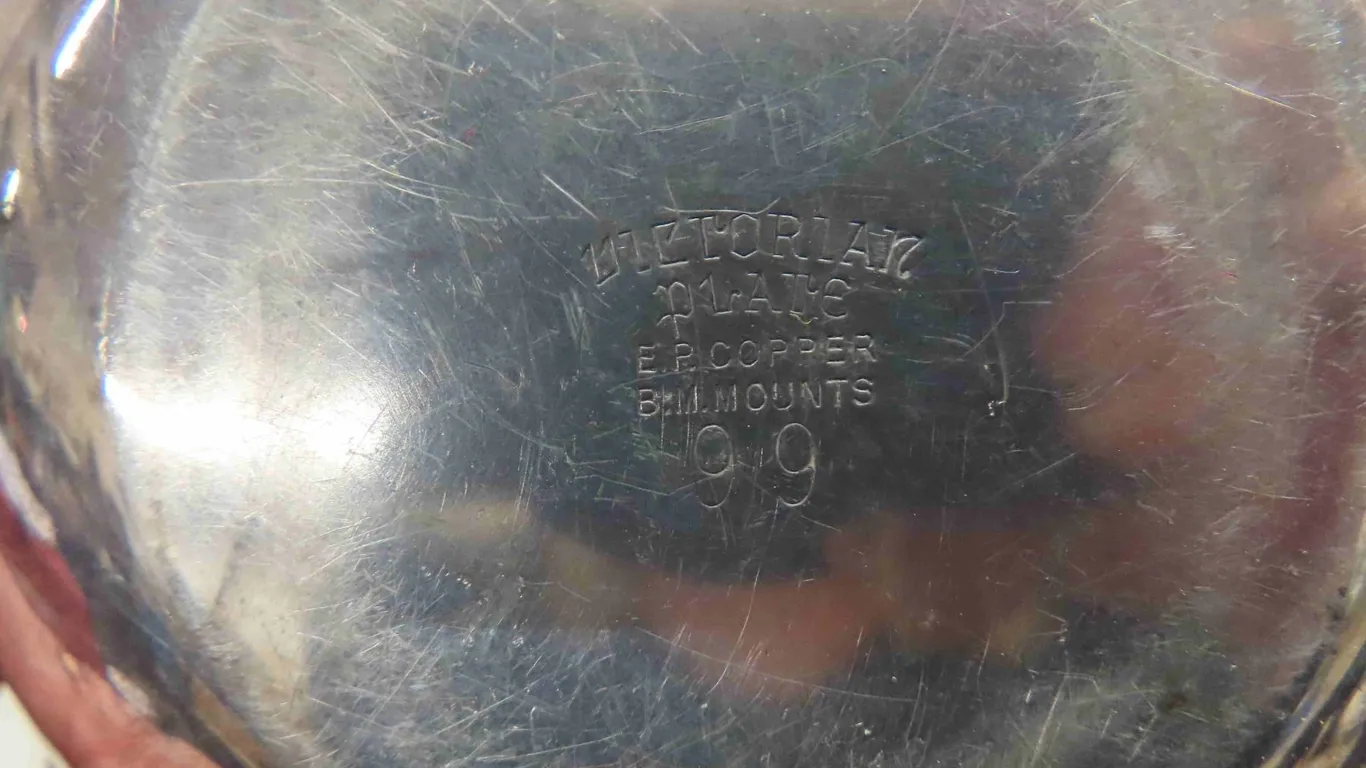 VICTORIAN
PLATE
E.P. COPPER
B.M. MOUNTS
99